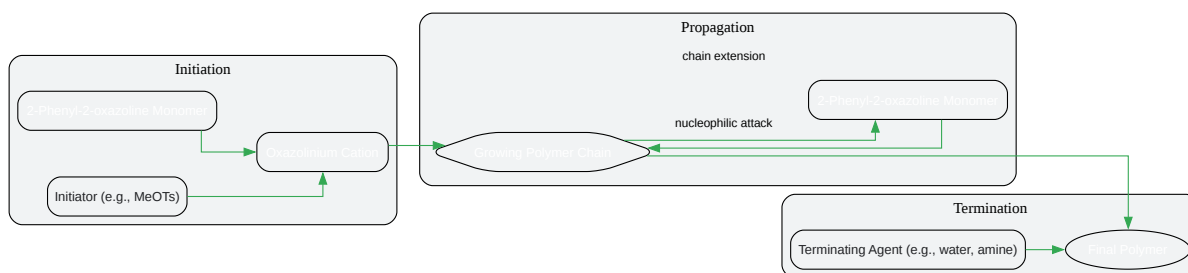 Propagation
chain extension
Initiation
2-Phenyl-2-oxazoline Monomer
2-Phenyl-2-oxazoline Monomer
nucleophilic attack
Oxazolinium Cation
Growing Polymer Chain
Initiator (e.g., MeOTs)
Termination
Terminating Agent (e.g., water, amine)
Final Polymer